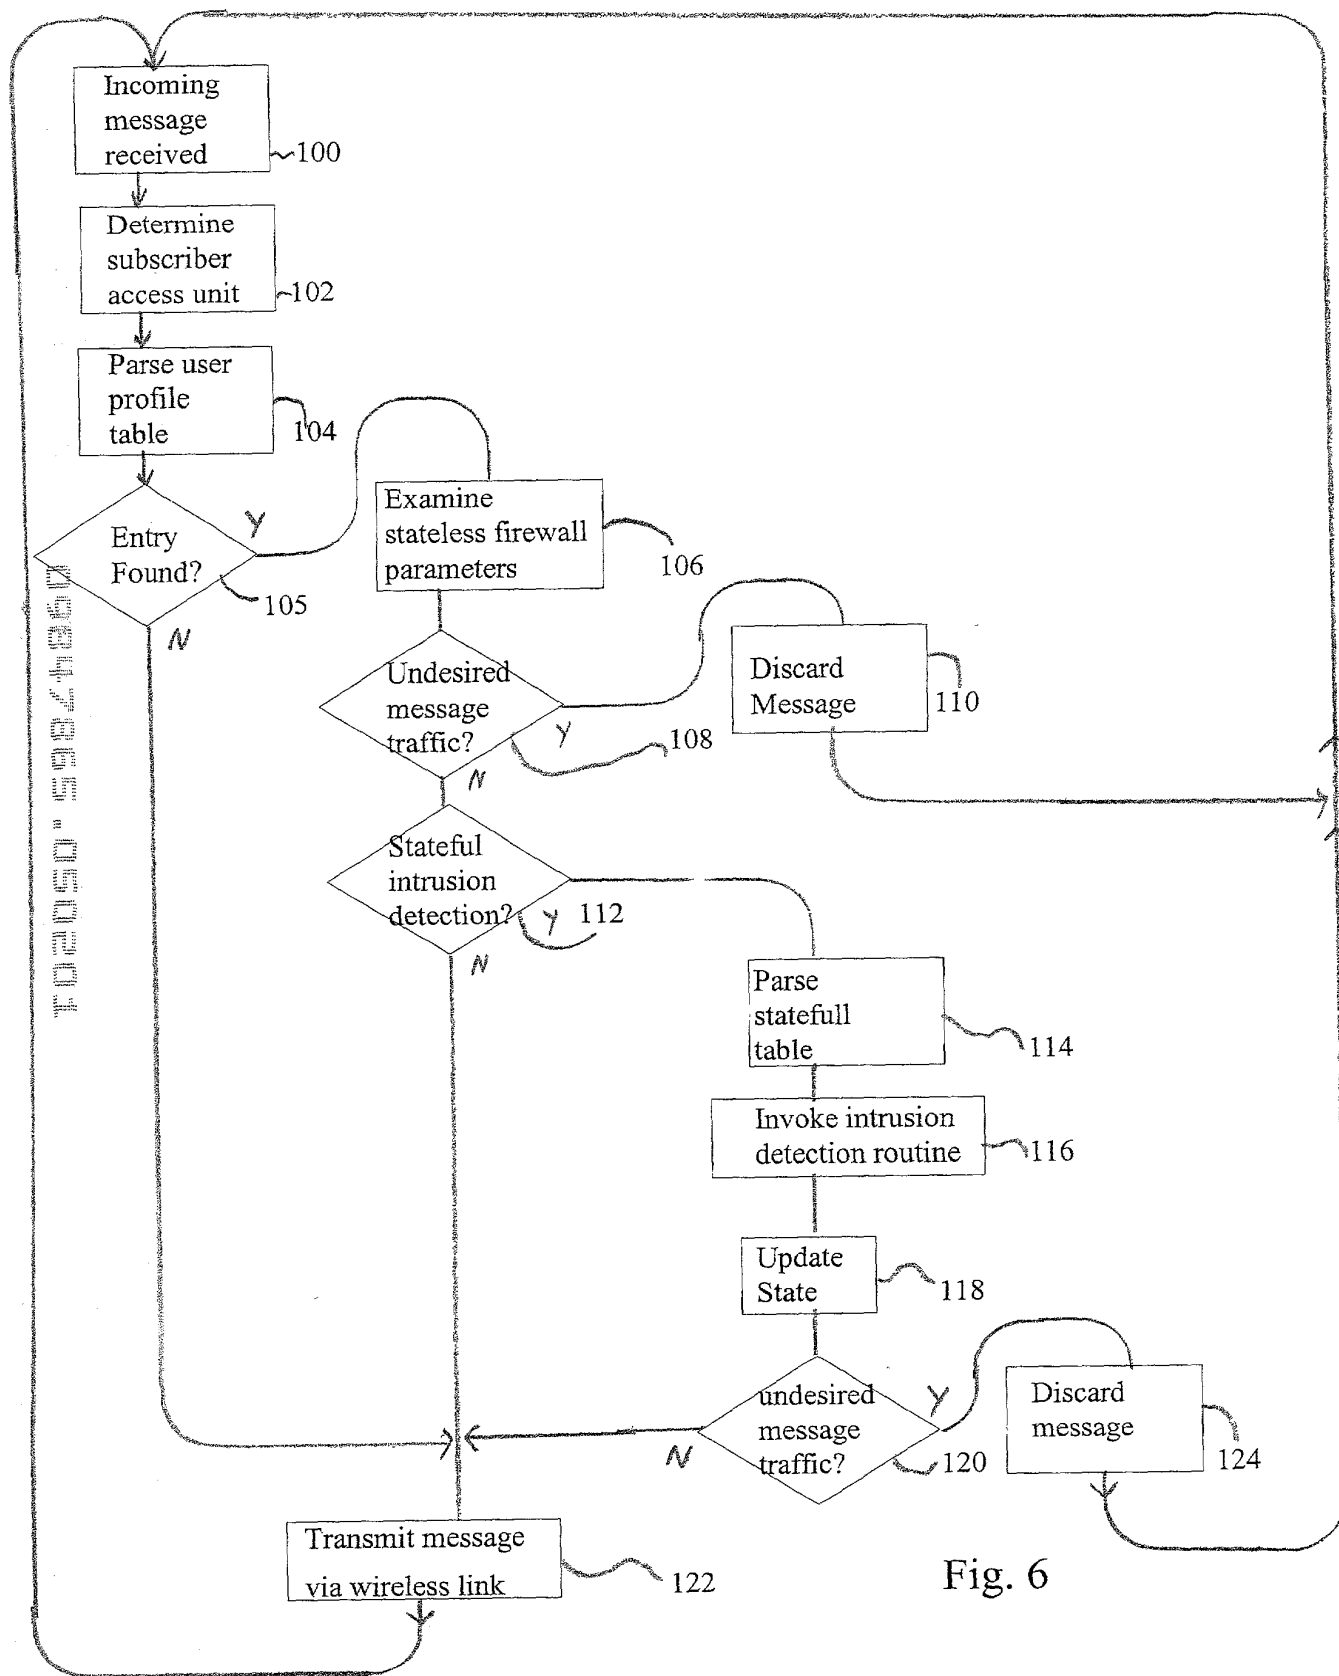 Incoming
message
received
100
Determine
subscriber
access unit
102
Parse user
profile
table
104
Entry
Found?
Y
105
N
Examine
stateless firewall
parameters
106
Undesired
message
traffic?
Y
108
N
Discard
Message
110
Stateful
intrusion
detection?
Y
112
N
Parse
statefull
table
114
Invoke intrusion
detection routine
116
Update
State
118
undesired
message
traffic?
Y
N
120
Discard
message
124
Transmit message
via wireless link
122
Fig. 6
09847865.050201